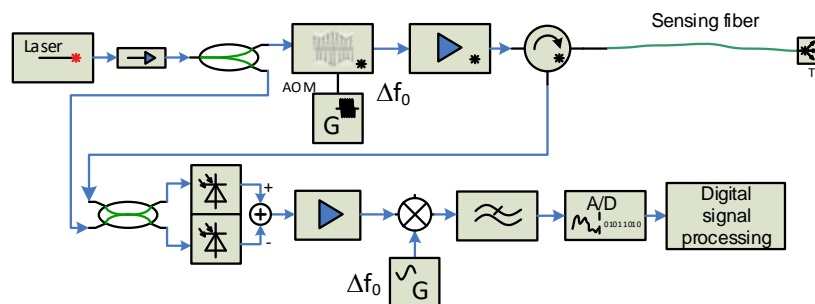 Sensing fiber
Laser
AOM
Δf0
G
T
+
-
A/D
01011010
Digital
signal
processing
Δf0
G